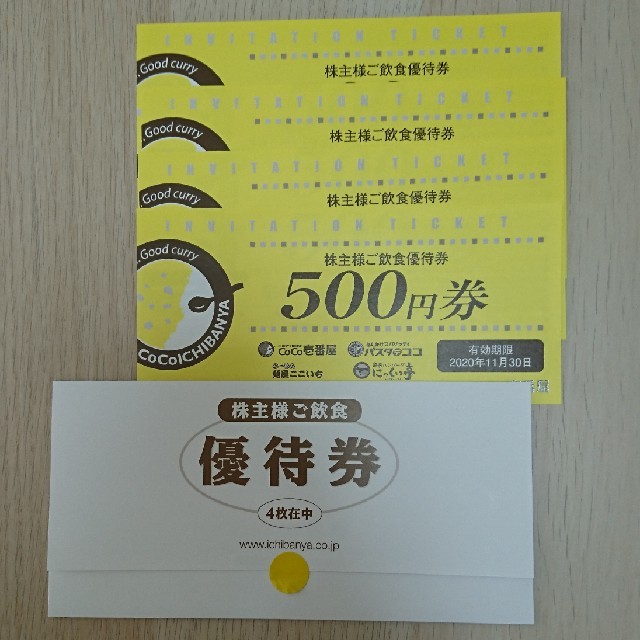 INVITATION TICKET
Good curry
株主様ご飲食優待券
INVITATION TICKET
Good curry
株主様ご飲食優待券
INVITATION TICKET
Good curry
株主様ご飲食優待券
INVITATION TICKET
Good curry
CoCoICHIBANYA
株主様ご飲食優待券
500円券
CoCo壱番屋
パスタ・デ・ココ
麺屋ここいち
にっくい亭
有効期限
2020年11月30日
株主様ご飲食
優待券
4枚在中
www.ichibanya.co.jp